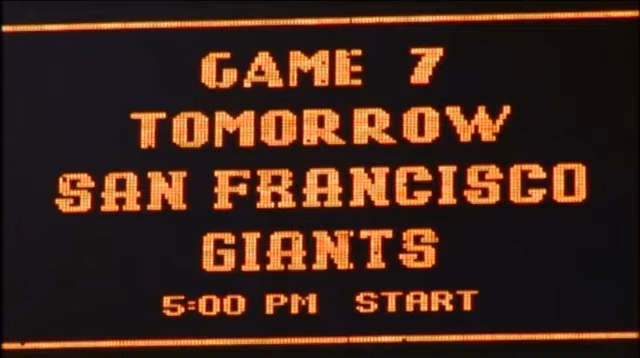 GAME 7
TOMORROW
SAN FRANCISCO
GIANTS
5:00 PM START